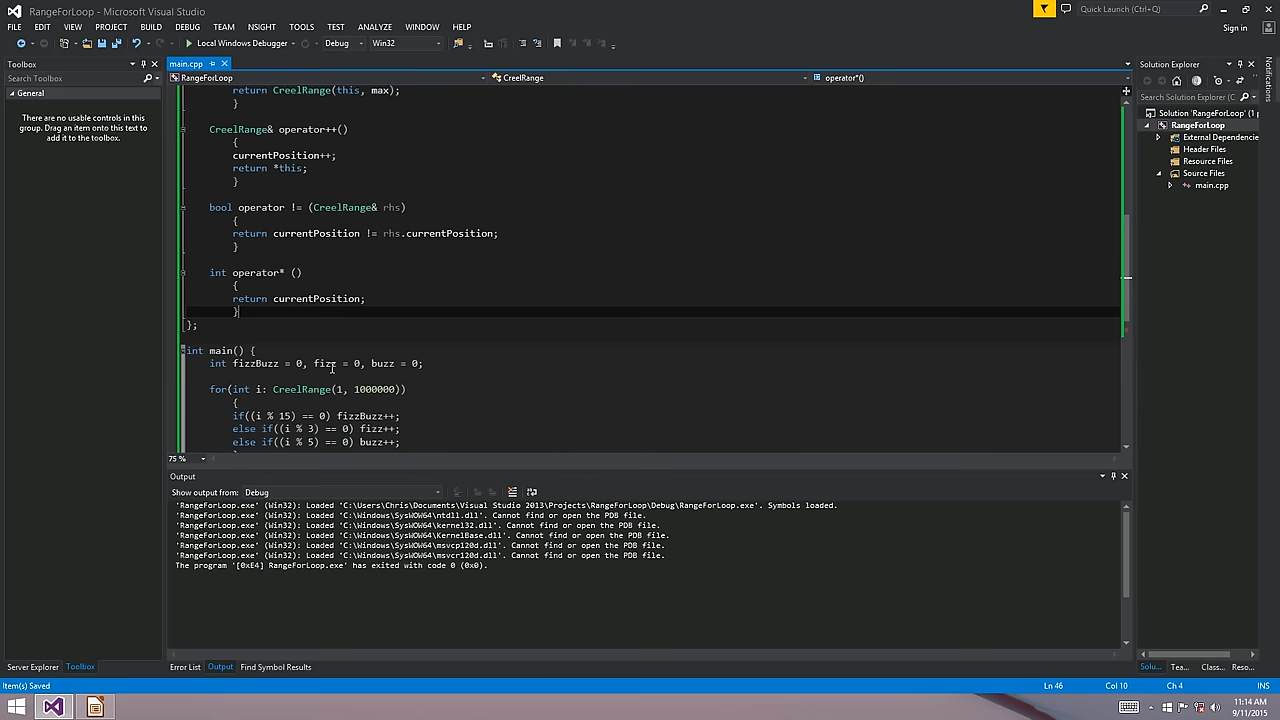 RangeForLoop - Microsoft Visual Studio
Quick Launch (Ctrl+Q)
FILE EDIT VIEW PROJECT BUILD DEBUG TEAM NSIGHT TOOLS TEST ANALYZE WINDOW HELP
Sign in
Local Windows Debugger Debug Win32
Toolbox
Search Toolbox
General
There are no usable controls in this
group. Drag an item onto this text to
add it to the toolbox.
main.cpp
RangeForLoop CreelRange operator*()
return CreelRange(this, max);
}
CreelRange& operator++()
{
currentPosition++;
return *this;
}
bool operator != (CreelRange& rhs)
{
return currentPosition != rhs.currentPosition;
}
int operator* ()
{
return currentPosition;
}
};
int main() {
int fizzBuzz = 0, fizz = 0, buzz = 0;
for(int i: CreelRange(1, 1000000))
{
if((i % 15) == 0) fizzBuzz++;
else if((i % 3) == 0) fizz++;
else if((i % 5) == 0) buzz++;
75 %
Output
Show output from: Debug
'RangeForLoop.exe' (Win32): Loaded 'C:\Users\Chris\Documents\Visual Studio 2013\Projects\RangeForLoop\Debug\RangeForLoop.exe'. Symbols loaded.
'RangeForLoop.exe' (Win32): Loaded 'C:\Windows\SysWOW64\ntdll.dll'. Cannot find or open the PDB file.
'RangeForLoop.exe' (Win32): Loaded 'C:\Windows\SysWOW64\kernel32.dll'. Cannot find or open the PDB file.
'RangeForLoop.exe' (Win32): Loaded 'C:\Windows\SysWOW64\KernelBase.dll'. Cannot find or open the PDB file.
'RangeForLoop.exe' (Win32): Loaded 'C:\Windows\SysWOW64\msvcp120d.dll'. Cannot find or open the PDB file.
'RangeForLoop.exe' (Win32): Loaded 'C:\Windows\SysWOW64\msvcr120d.dll'. Cannot find or open the PDB file.
The program '[0xE4] RangeForLoop.exe' has exited with code 0 (0x0).
Server Explorer Toolbox
Error List Output Find Symbol Results
Solution Explorer
Search Solution Explorer (C
Solution 'RangeForLoop' (1 p
RangeForLoop
External Dependencie
Header Files
Resource Files
Source Files
main.cpp
Solu... Tea... Class... Reso...
Notifications
Item(s) Saved Ln 46 Col 10 Ch 4 INS
11:14 AM
9/11/2015